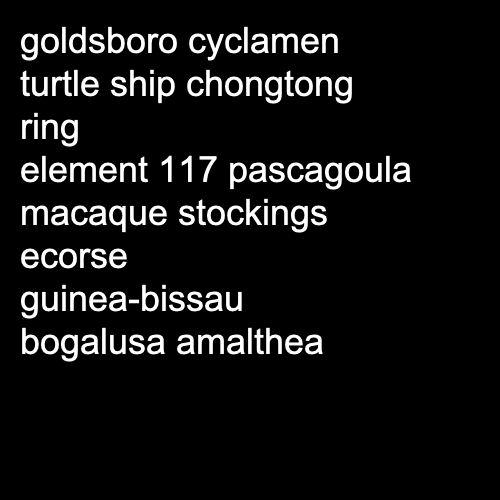 goldsboro cyclamen
turtle ship chongtong
ring
element 117 pascagoula
macaque stockings
ecorse
guinea-bissau
bogalusa amalthea